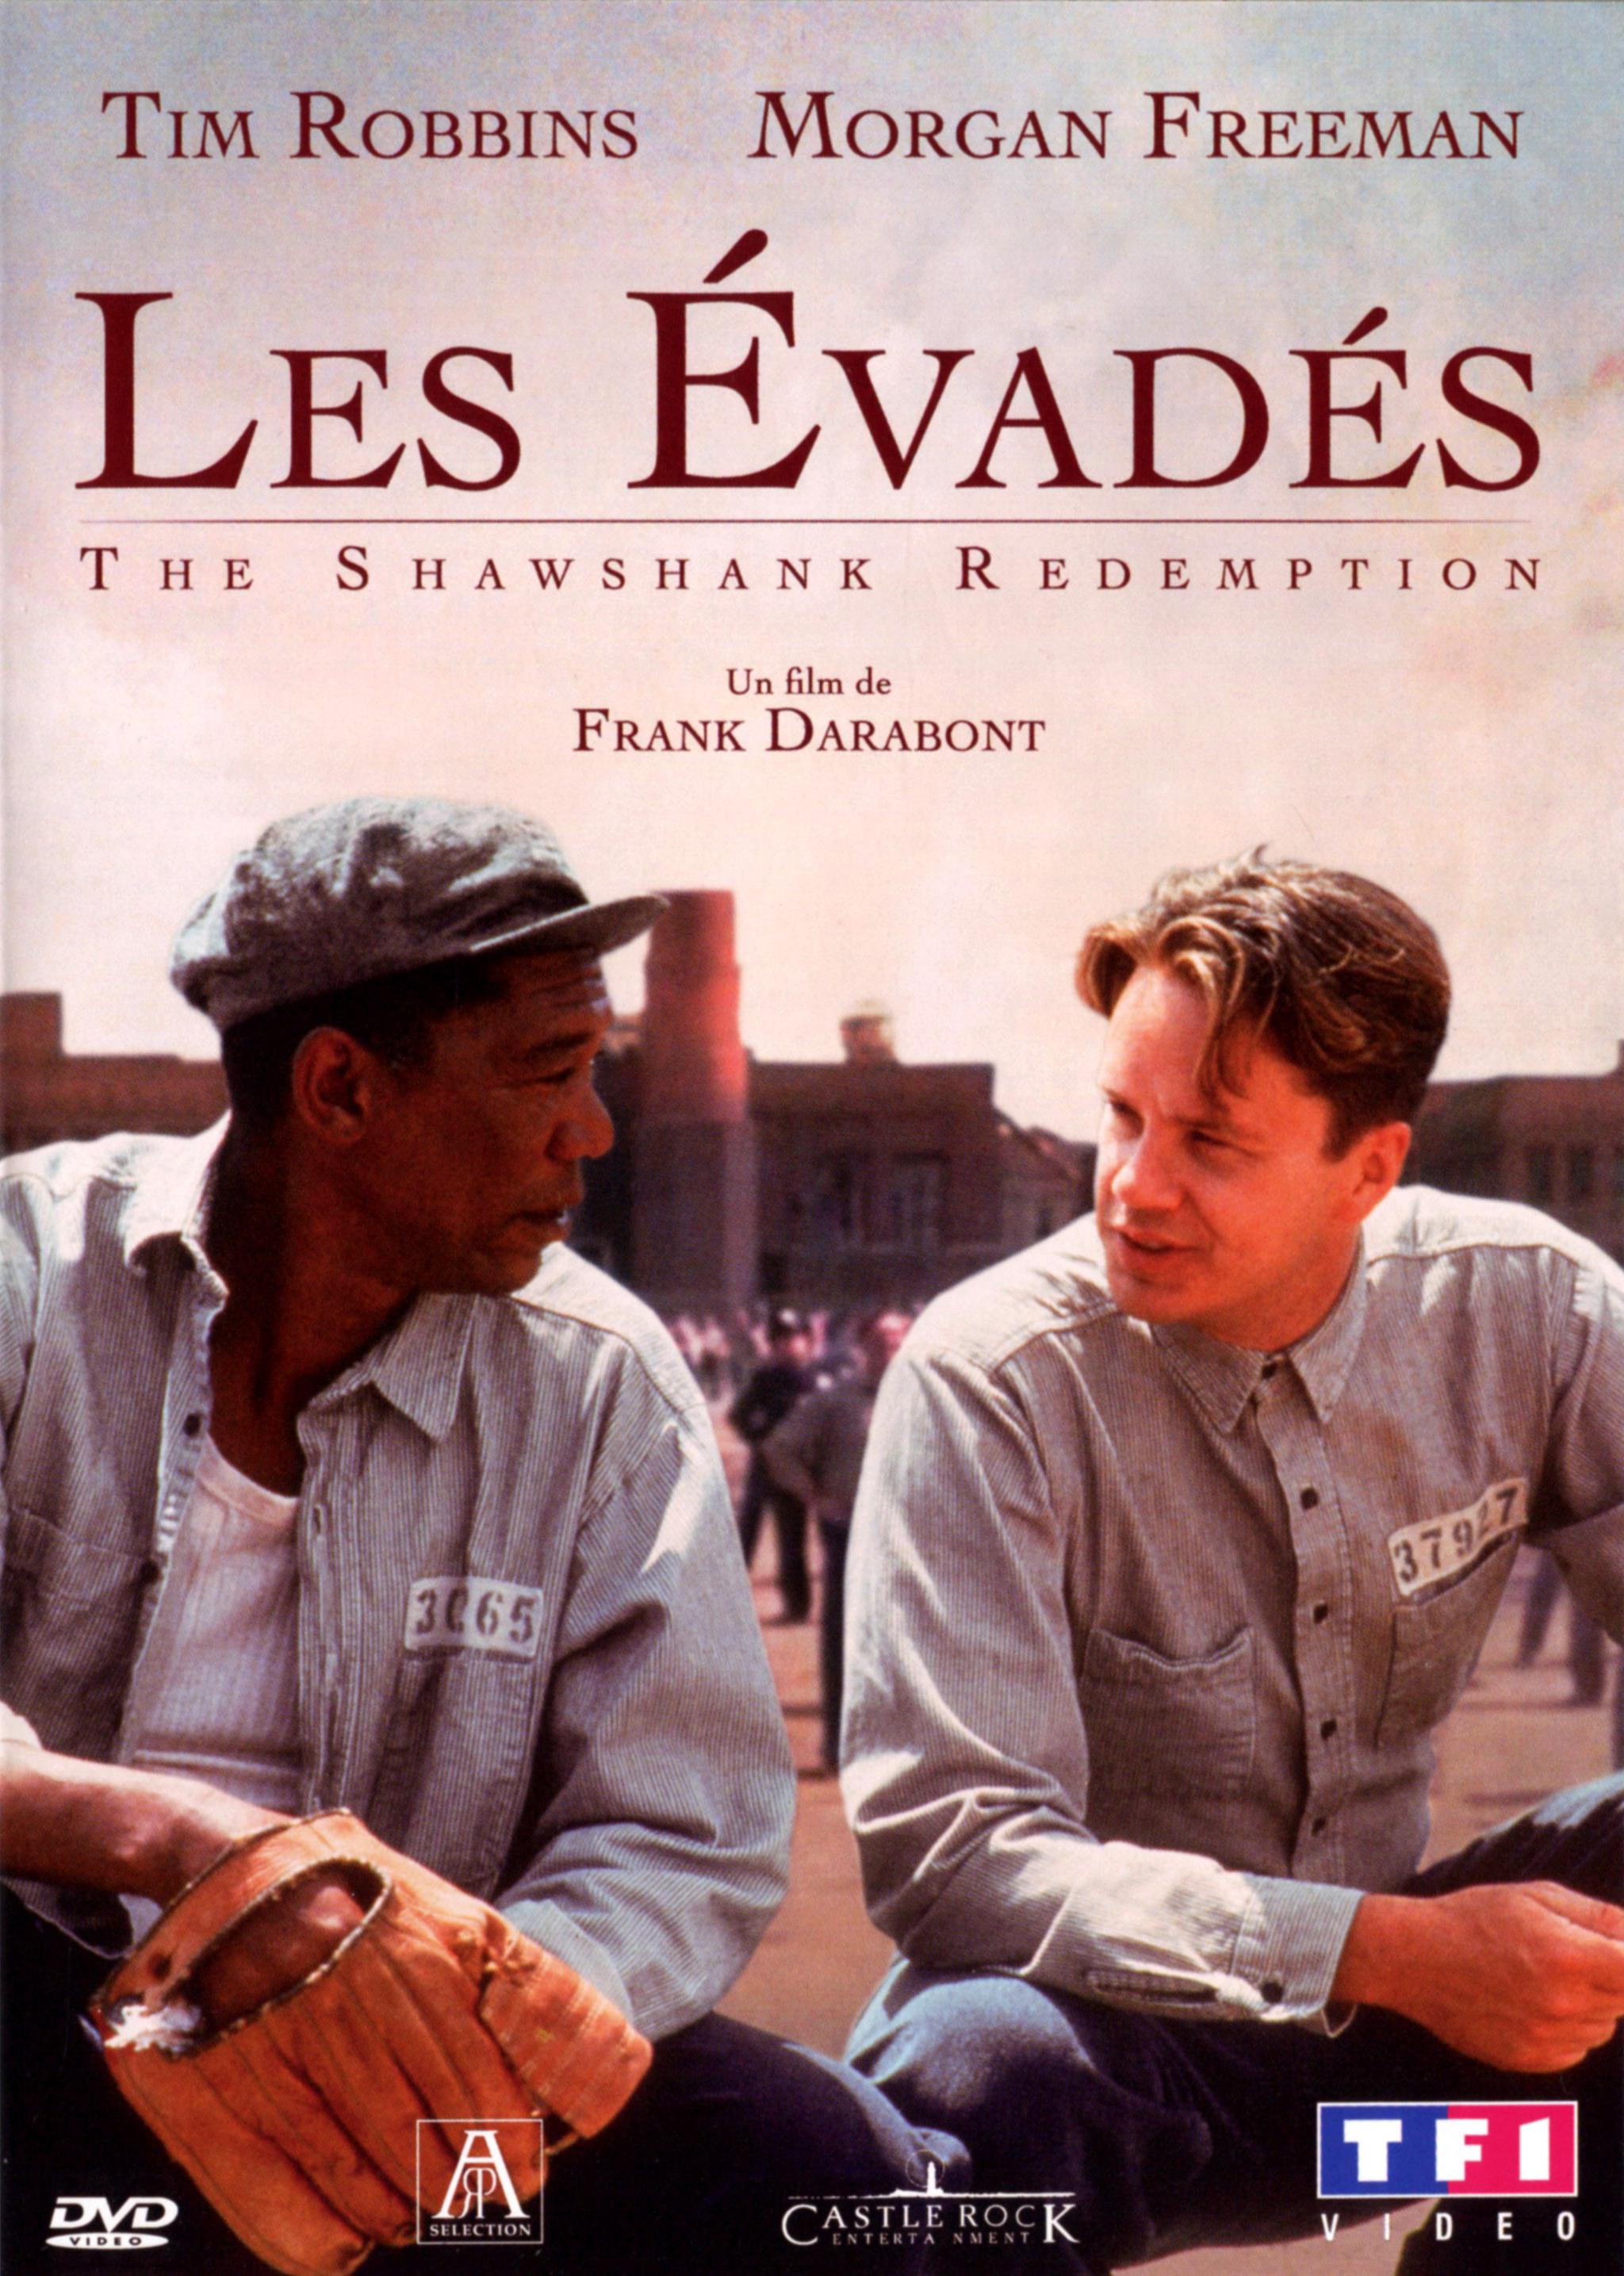 TIM ROBBINS MORGAN FREEMAN
LES ÉVADÉS
THE SHAWSHANK REDEMPTION
Un film de
FRANK DARABONT
3065
37927
DVD
VIDEO
ARP
SELECTION
CASTLE ROCK
ENTERTAINMENT
TF1
VIDEO